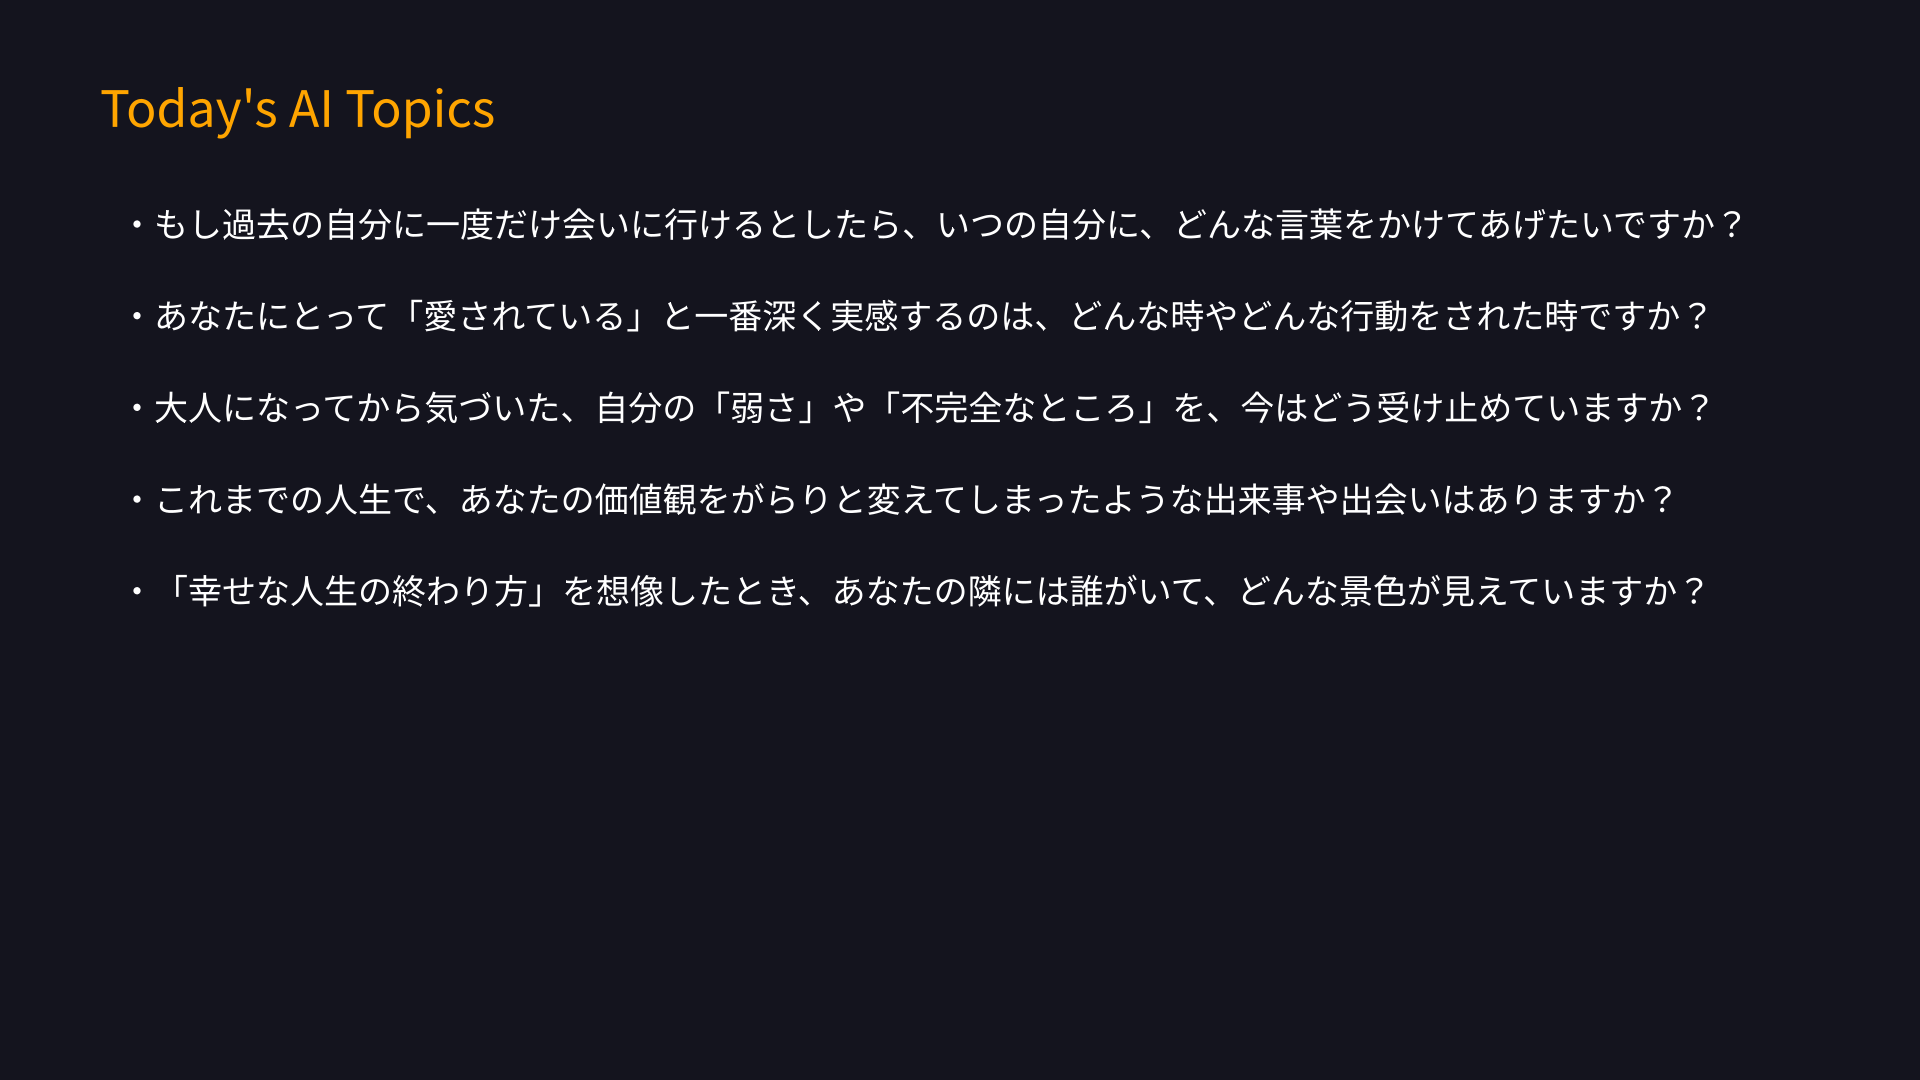 Today's AI Topics
・もし過去の自分に一度だけ会いに行けるとしたら、いつの自分に、どんな言葉をかけてあげたいですか？
・あなたにとって「愛されている」と一番深く実感するのは、どんな時やどんな行動をされた時ですか？
・大人になってから気づいた、自分の「弱さ」や「不完全なところ」を、今はどう受け止めていますか？
・これまでの人生で、あなたの価値観をがらりと変えてしまったような出来事や出会いはありますか？
・「幸せな人生の終わり方」を想像したとき、あなたの隣には誰がいて、どんな景色が見えていますか？